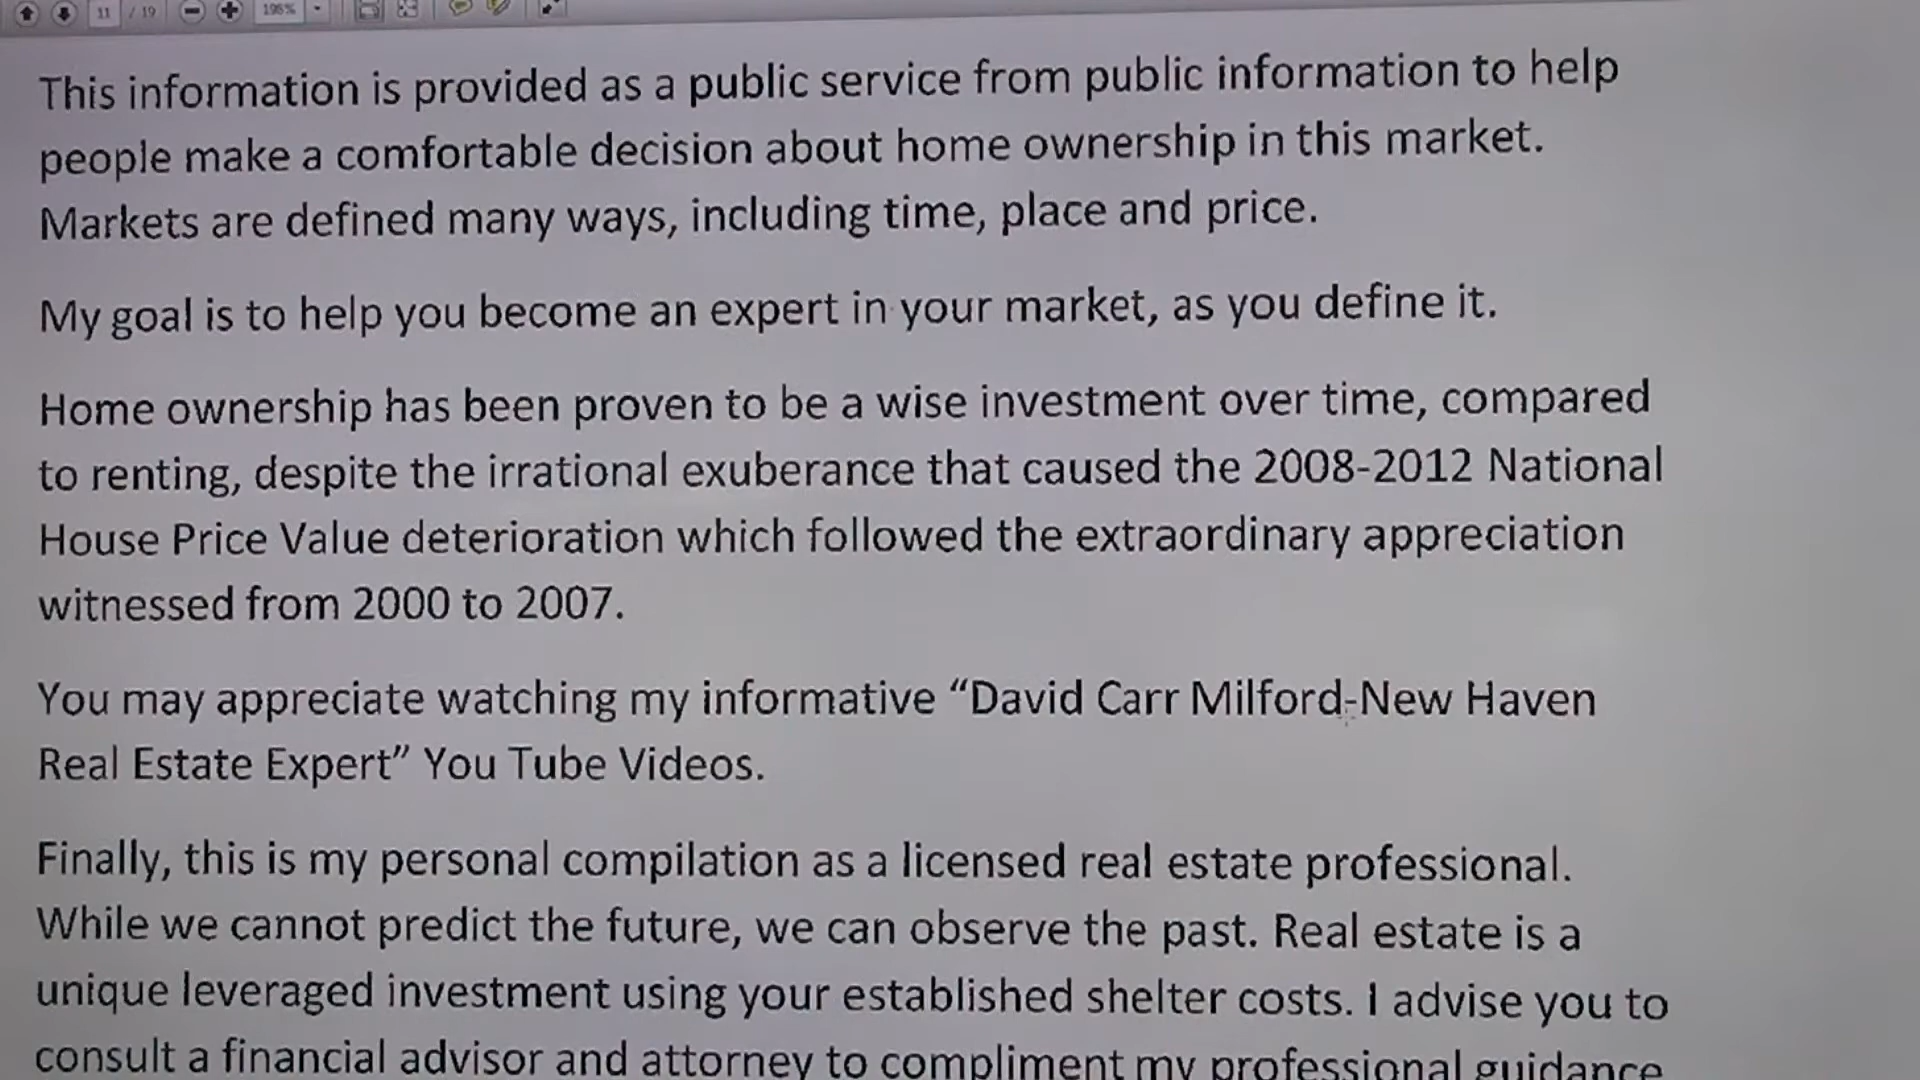 11 / 19 198%
This information is provided as a public service from public information to help
people make a comfortable decision about home ownership in this market.
Markets are defined many ways, including time, place and price.
My goal is to help you become an expert in your market, as you define it.
Home ownership has been proven to be a wise investment over time, compared
to renting, despite the irrational exuberance that caused the 2008-2012 National
House Price Value deterioration which followed the extraordinary appreciation
witnessed from 2000 to 2007.
You may appreciate watching my informative “David Carr Milford-New Haven
Real Estate Expert” You Tube Videos.
Finally, this is my personal compilation as a licensed real estate professional.
While we cannot predict the future, we can observe the past. Real estate is a
unique leveraged investment using your established shelter costs. I advise you to
consult a financial advisor and attorney to compliment my professional guidance